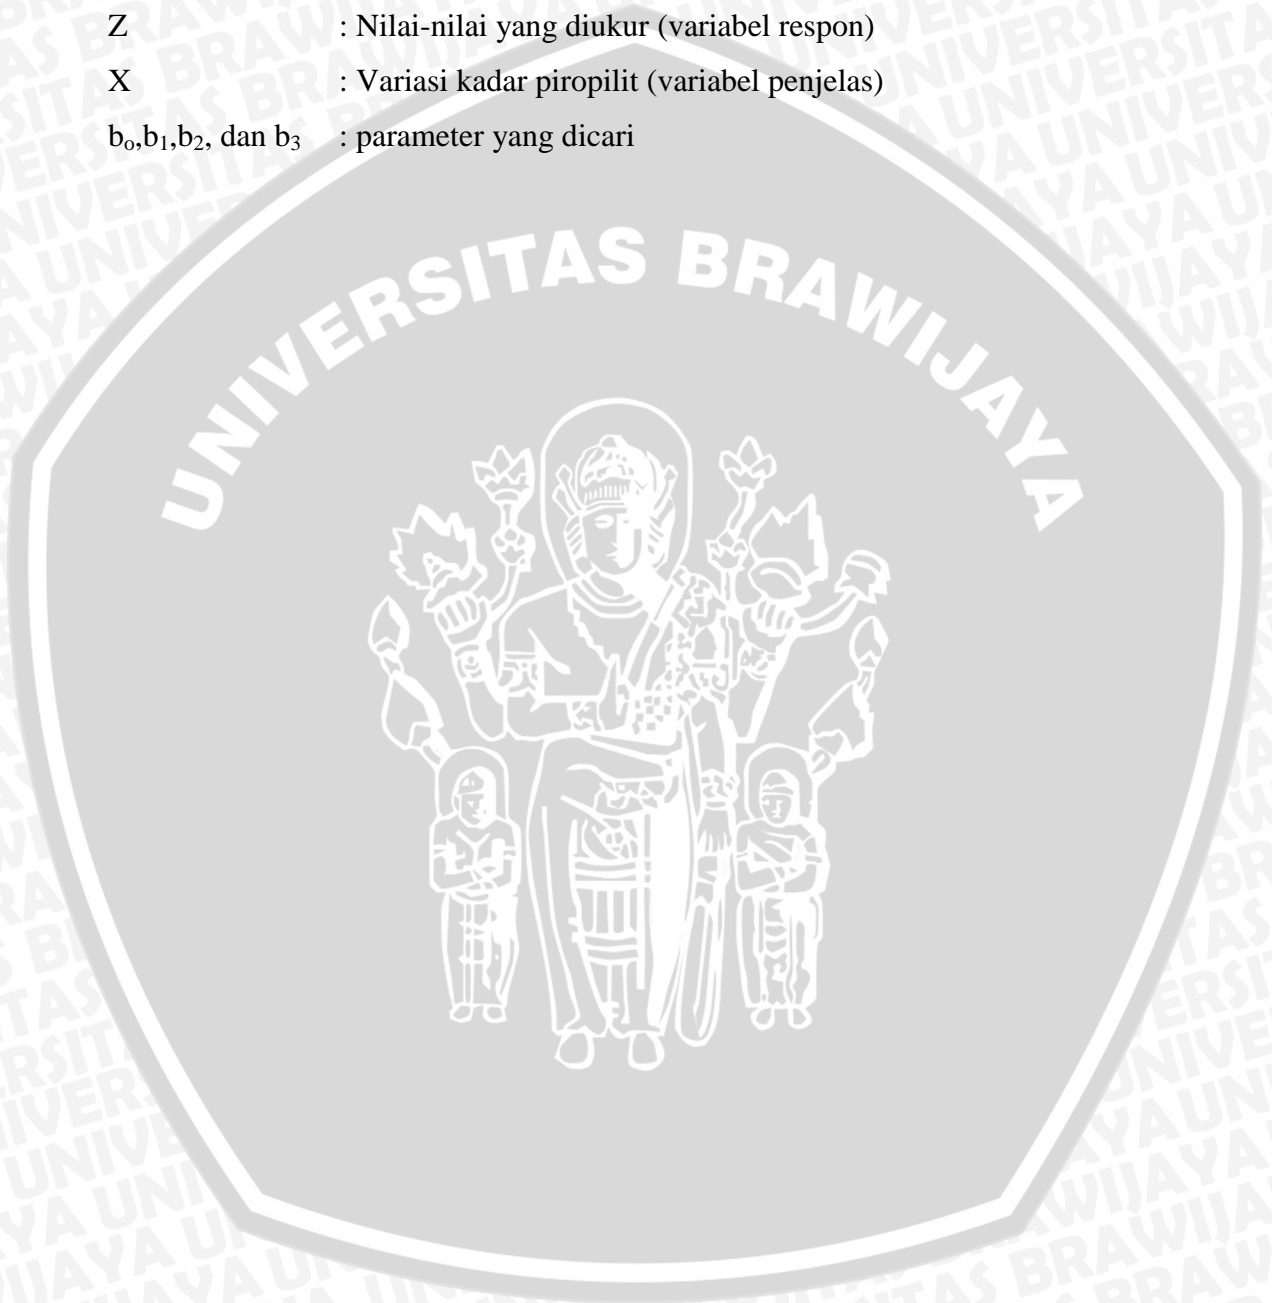 Z : Nilai-nilai yang diukur (variabel respon)
X : Variasi kadar piropilit (variabel penjelas)
bo,b1,b2, dan b3 : parameter yang dicari
UNIVERSITAS BRAWIJAYA